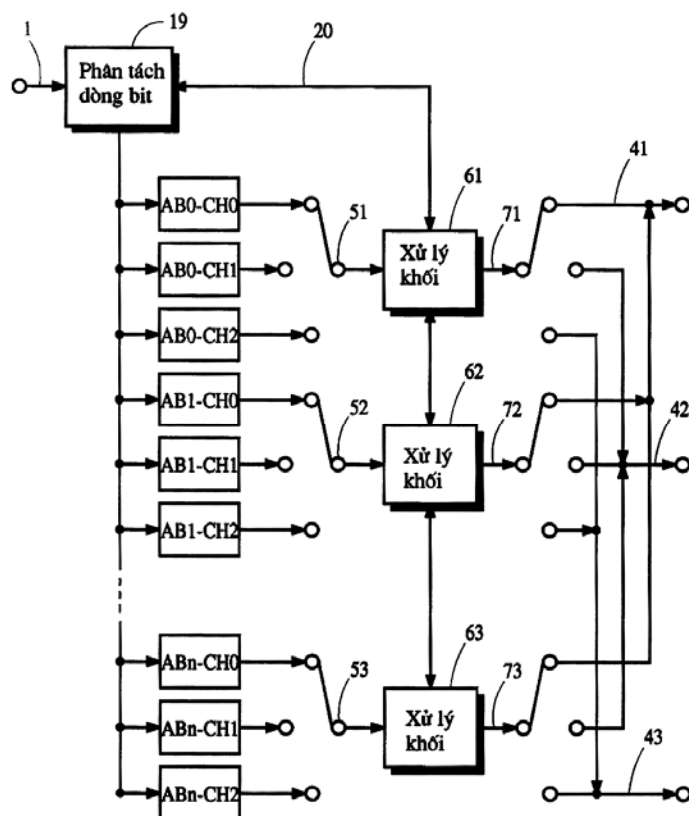 1
19
20
Phân tách
dòng bit
41
61
AB0-CH0
51
71
Xử lý
khối
AB0-CH1
AB0-CH2
62
AB1-CH0
52
72
42
Xử lý
khối
AB1-CH1
AB1-CH2
63
ABn-CH0
53
73
Xử lý
khối
ABn-CH1
43
ABn-CH2